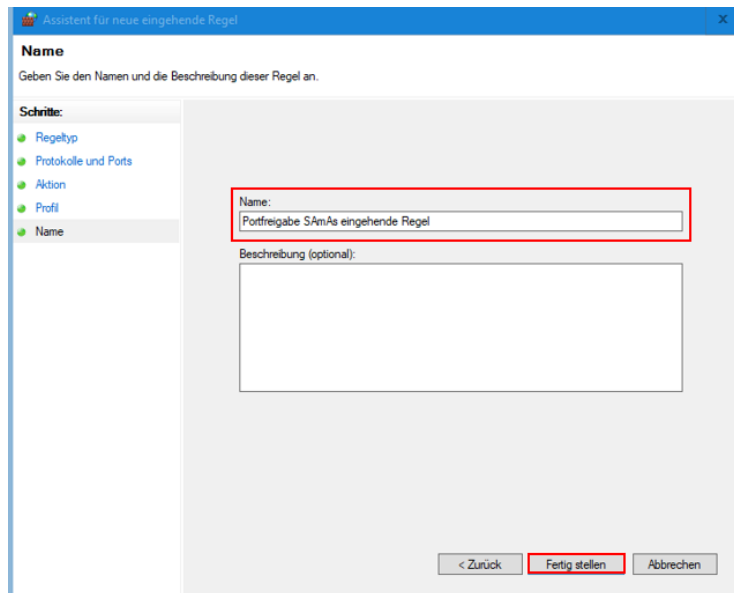 Assistent für neue eingehende Regel
x
Name
Geben Sie den Namen und die Beschreibung dieser Regel an.
Schritte:
Regeltyp
Protokolle und Ports
Aktion
Profil
Name
Name:
Portfreigabe SAmAs eingehende Regel
Beschreibung (optional):
< Zurück
Fertig stellen
Abbrechen